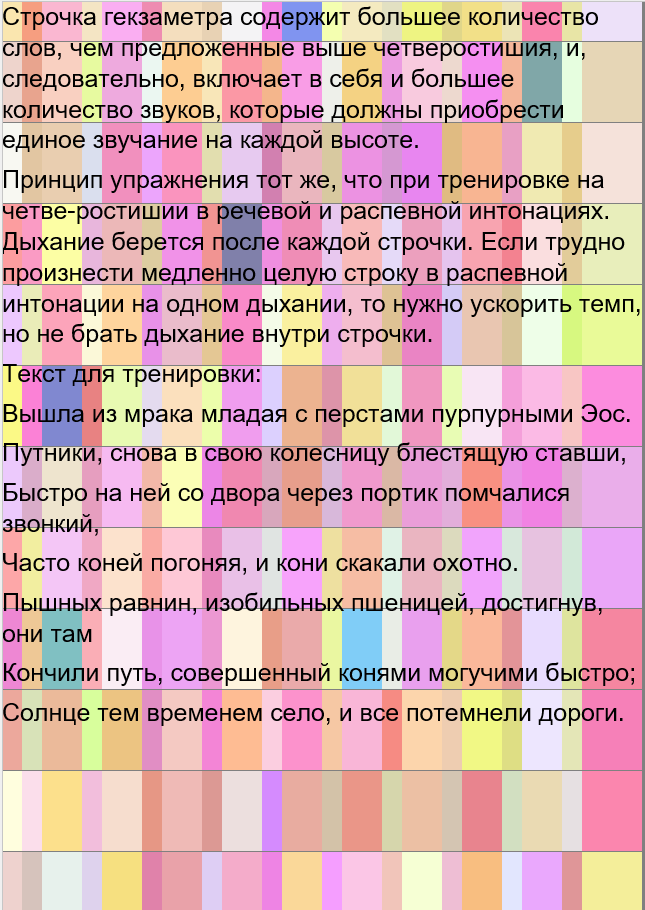 Строчка гекзаметра содержит большее количество
слов, чем предложенные выше четверостишия, и,
следовательно, включает в себя и большее
количество звуков, которые должны приобрести
единое звучание на каждой высоте.
Принцип упражнения тот же, что при тренировке на
четве-ростишии в речевой и распевной интонациях.
Дыхание берется после каждой строчки. Если трудно
произнести медленно целую строку в распевной
интонации на одном дыхании, то нужно ускорить темп,
но не брать дыхание внутри строчки.
Текст для тренировки:
Вышла из мрака младая с перстами пурпурными Эос.
Путники, снова в свою колесницу блестящую ставши,
Быстро на ней со двора через портик помчалися
звонкий,
Часто коней погоняя, и кони скакали охотно.
Пышных равнин, изобильных пшеницей, достигнув,
они там
Кончили путь, совершенный конями могучими быстро;
Солнце тем временем село, и все потемнели дороги.